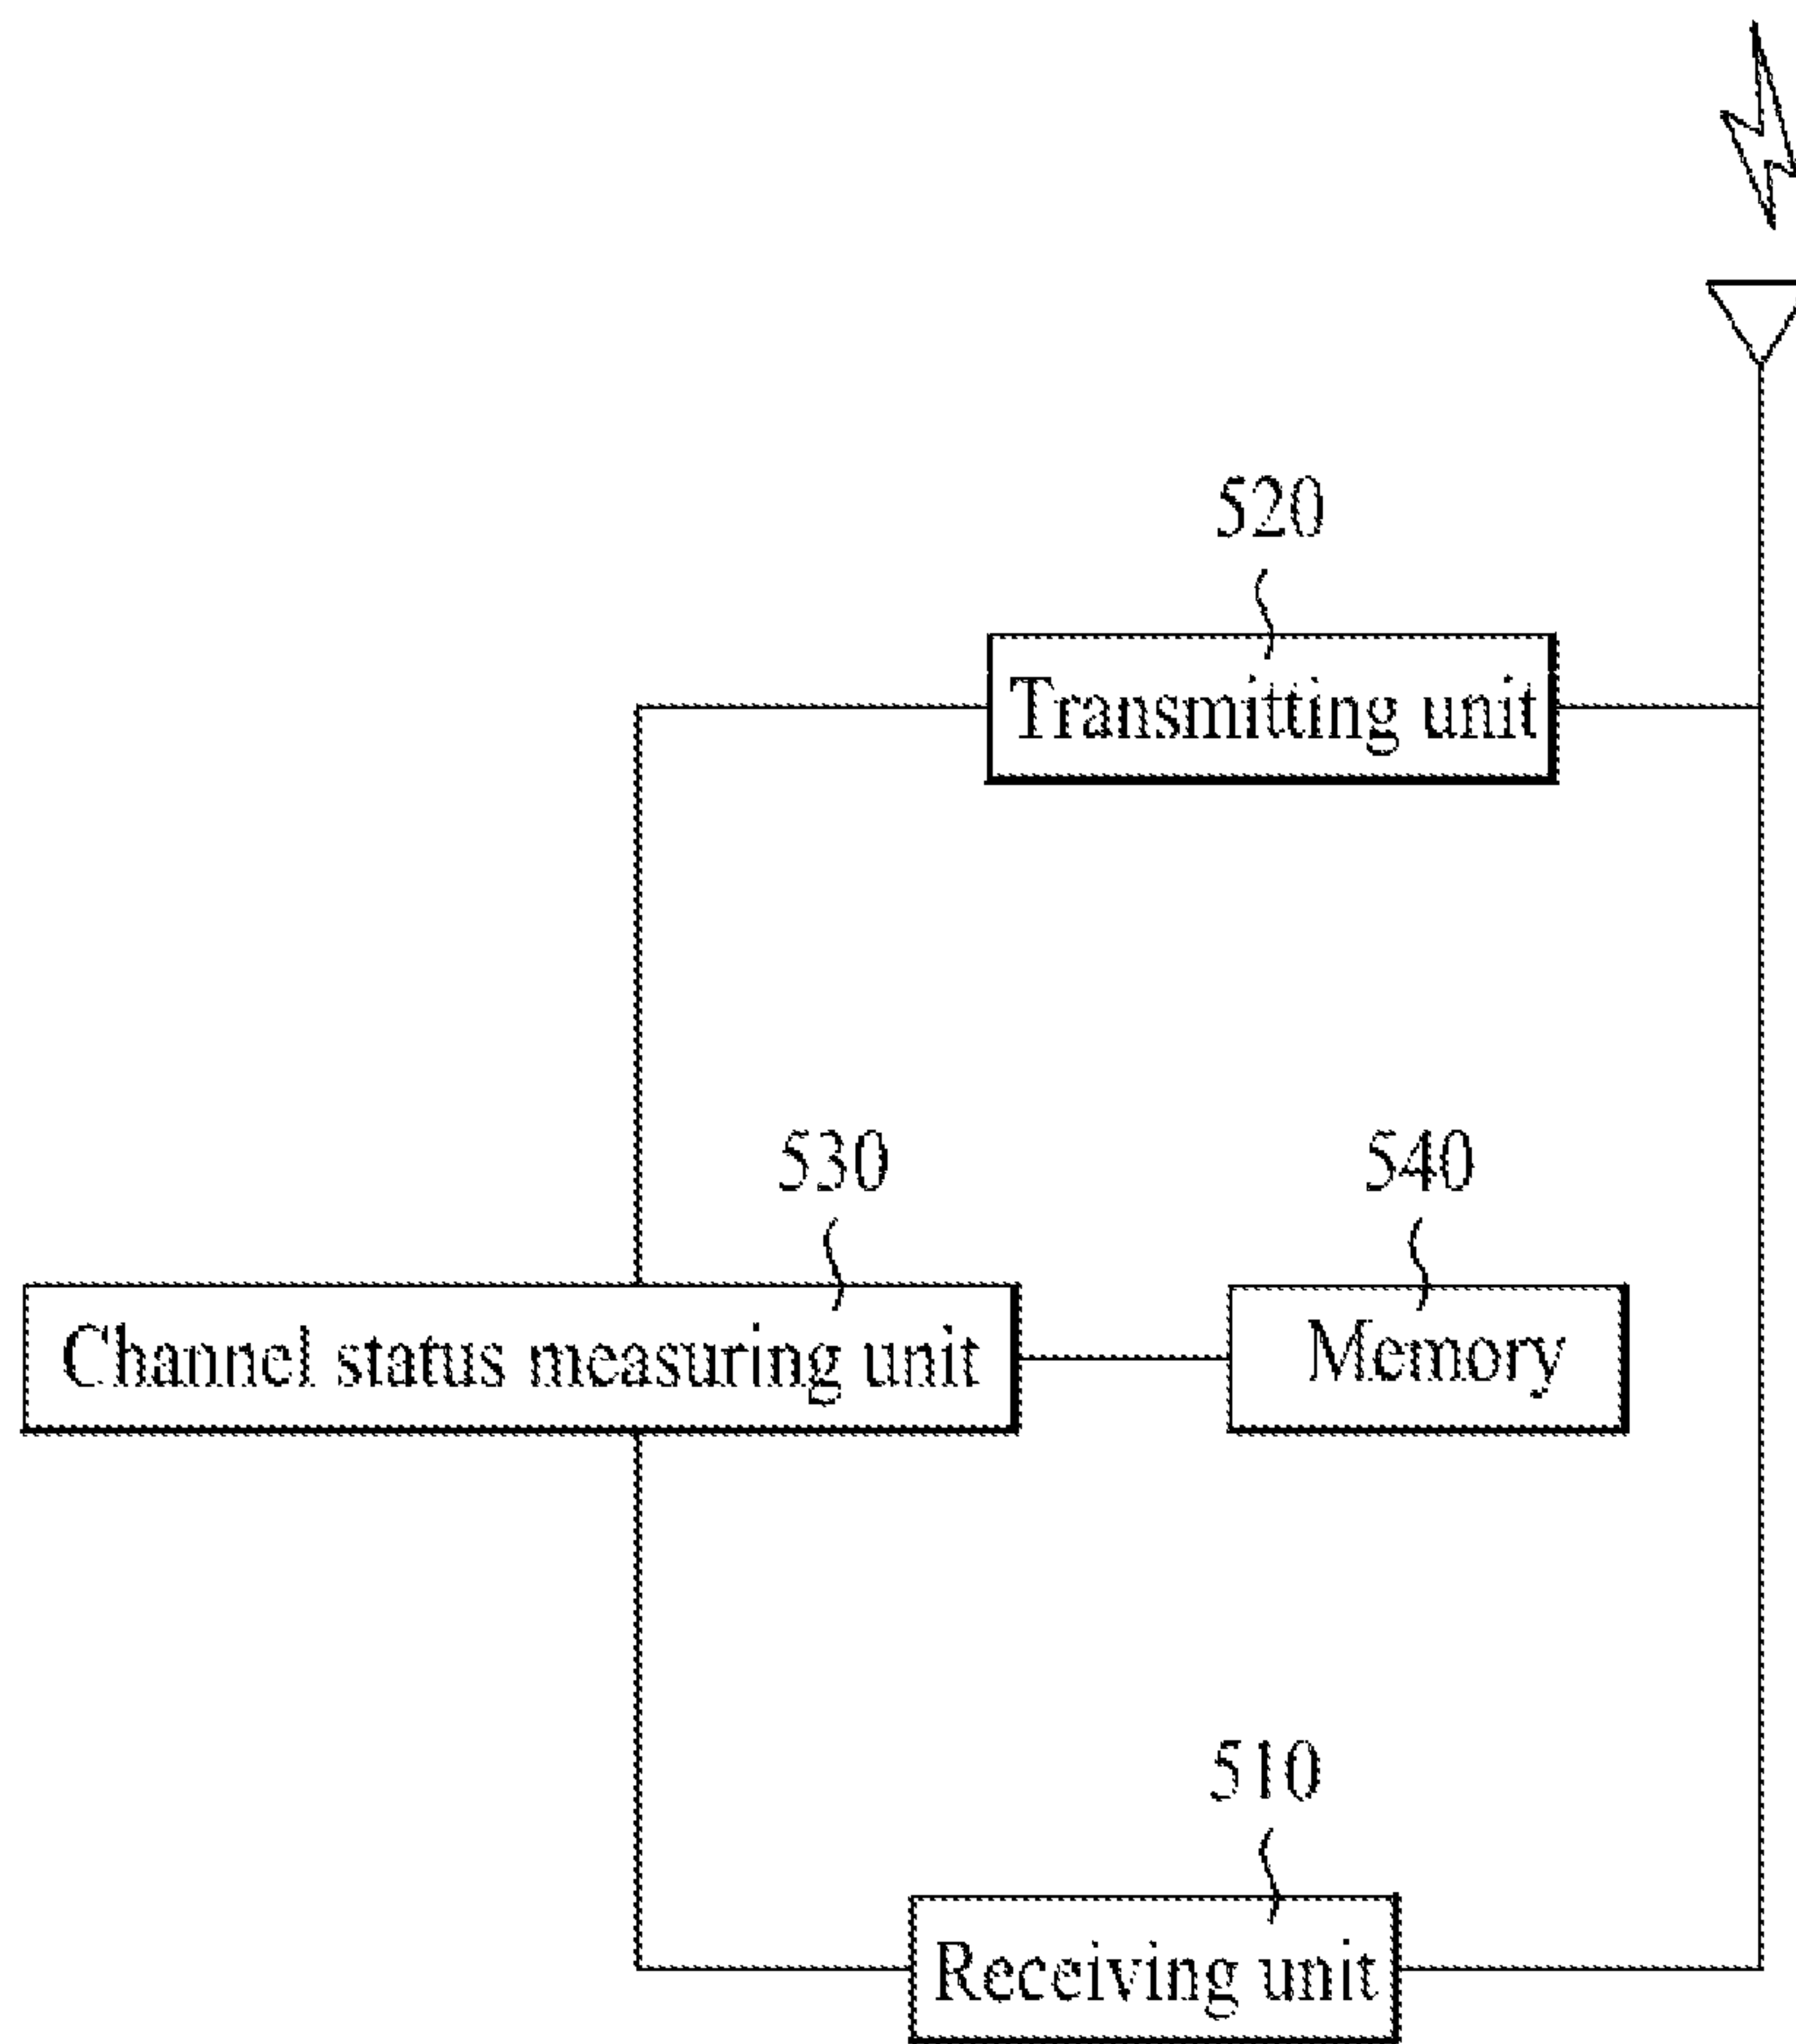 520
Transmitting unit
530
540
Channel status measuring unit
Memory
510
Receiving unit